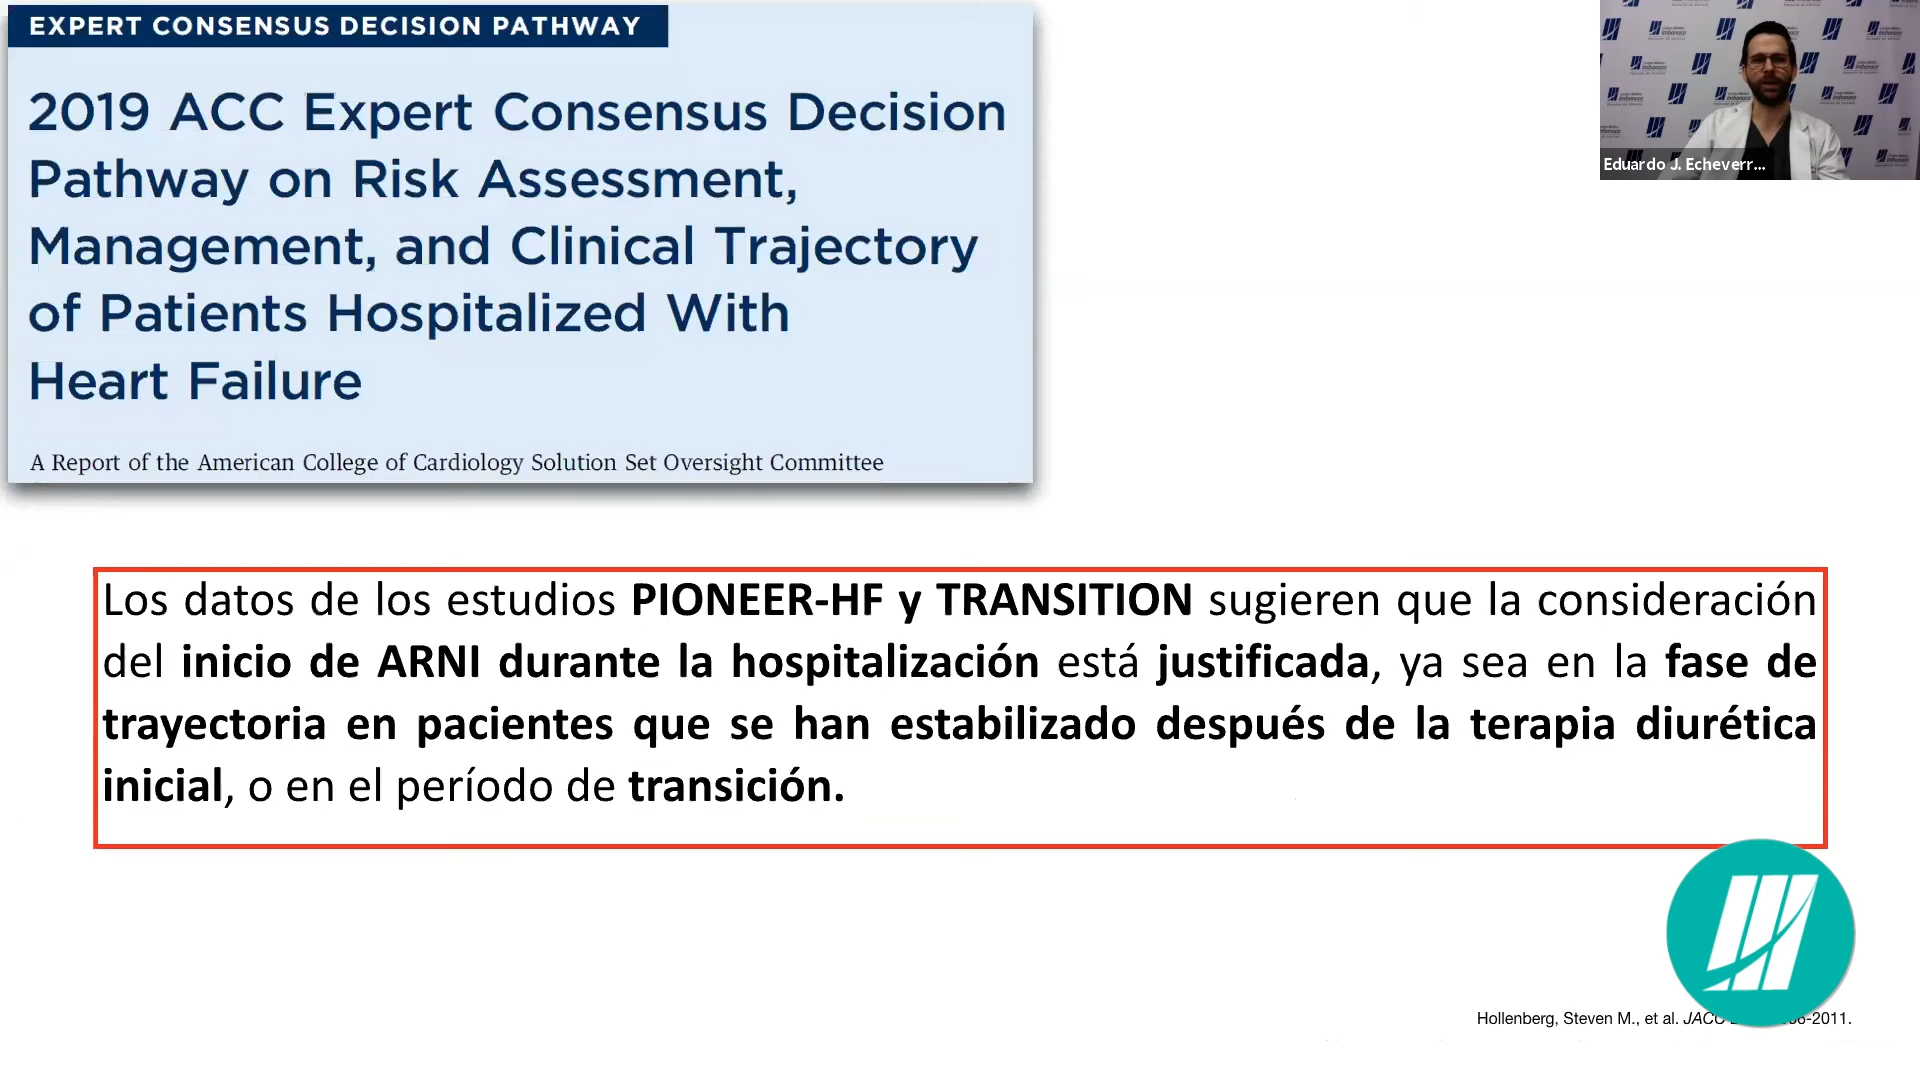 EXPERT CONSENSUS DECISION PATHWAY
2019 ACC Expert Consensus Decision
Pathway on Risk Assessment,
Management, and Clinical Trajectory
of Patients Hospitalized With
Heart Failure
A Report of the American College of Cardiology Solution Set Oversight Committee
Eduardo J. Echeverr...
Los datos de los estudios PIONEER-HF y TRANSITION sugieren que la consideración
del inicio de ARNI durante la hospitalización está justificada, ya sea en la fase de
trayectoria en pacientes que se han estabilizado después de la terapia diurética
inicial, o en el período de transición.
Hollenberg, Steven M., et al. JACC -2011.